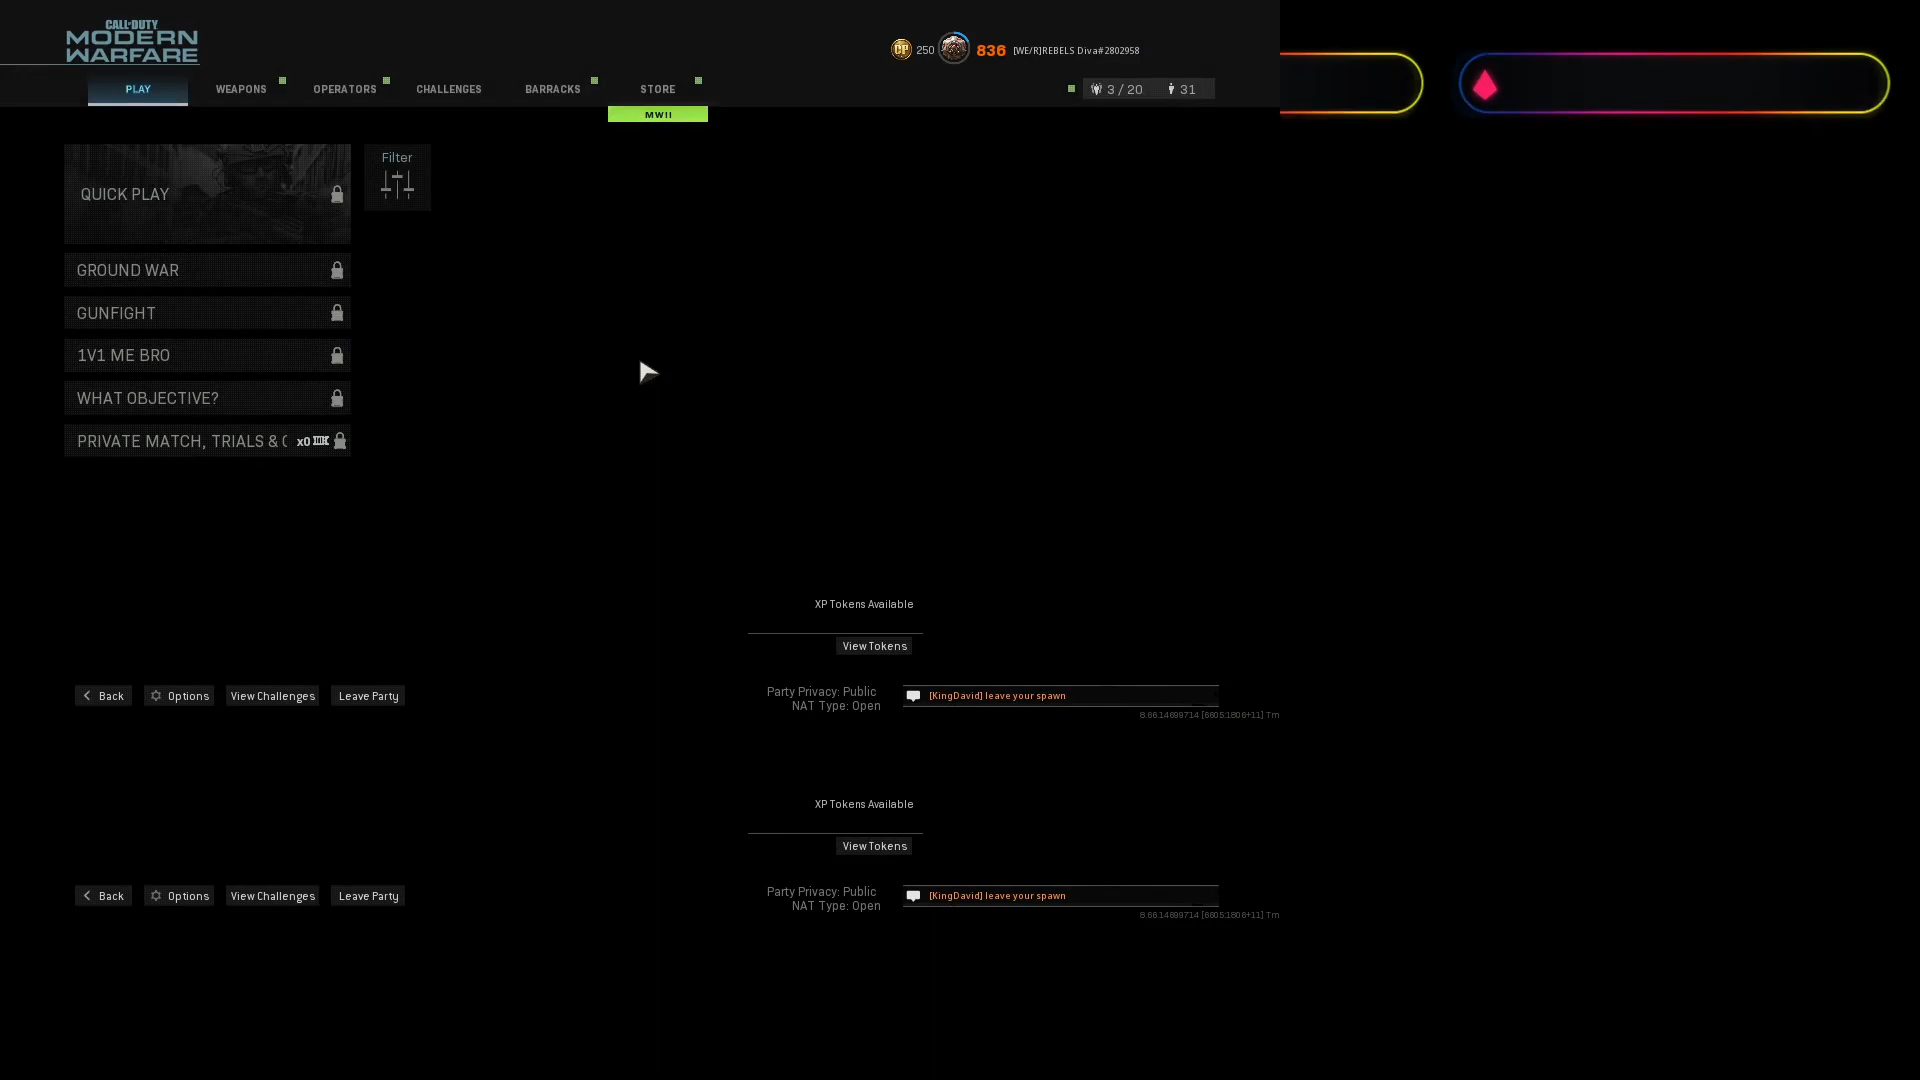 CALL OF DUTY
MODERN
WARFARE
CP 250 836 [WE/R]REBELS Diva#2802958
PLAY WEAPONS OPERATORS CHALLENGES BARRACKS STORE 3 / 20 31
MWII
Filter
QUICK PLAY
GROUND WAR
GUNFIGHT
1V1 ME BRO
WHAT OBJECTIVE?
PRIVATE MATCH, TRIALS & x0
XP Tokens Available
View Tokens
Back Options View Challenges Leave Party
Party Privacy: Public
NAT Type: Open
[KingDavid] leave your spawn
XP Tokens Available
View Tokens
Back Options View Challenges Leave Party
Party Privacy: Public
NAT Type: Open
[KingDavid] leave your spawn